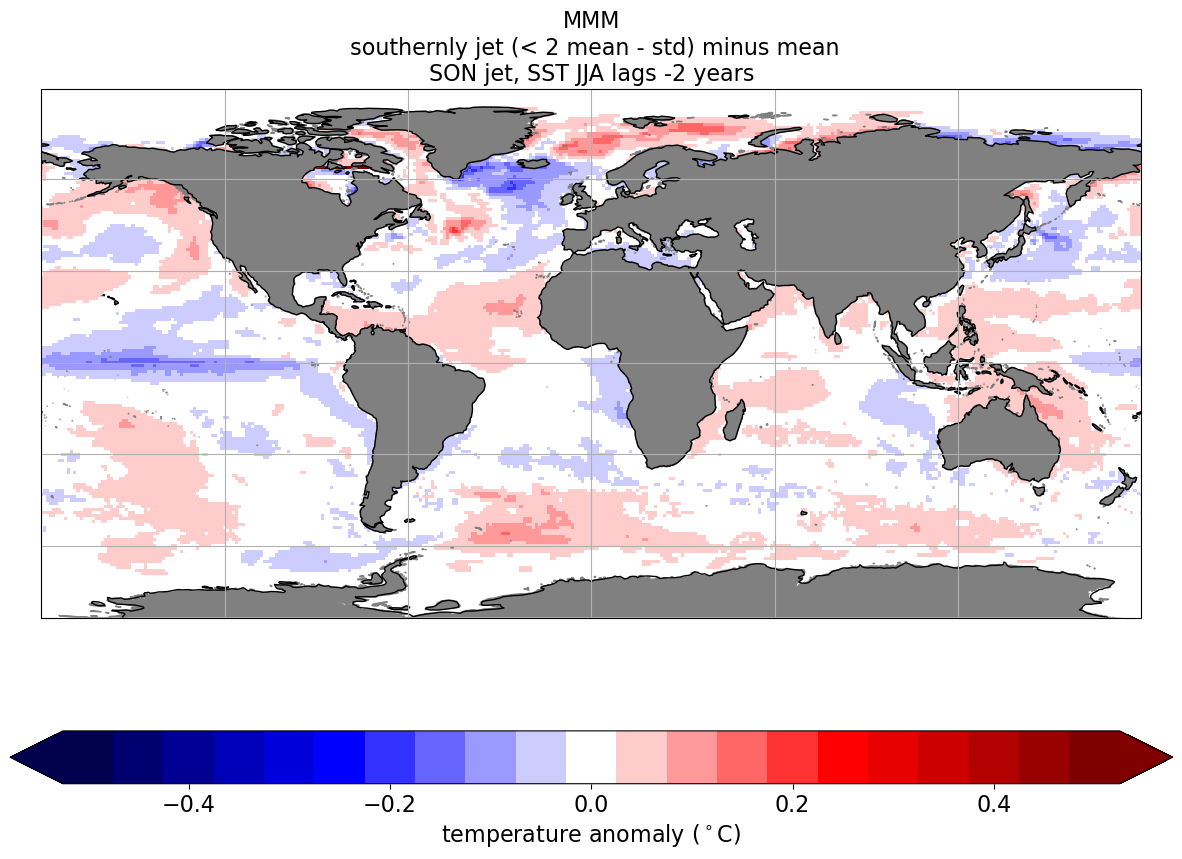 MMM
southernly jet (< 2 mean - std) minus mean
SON jet, SST JJA lags -2 years
−0.4 −0.2 0.0 0.2 0.4
temperature anomaly (∘C)